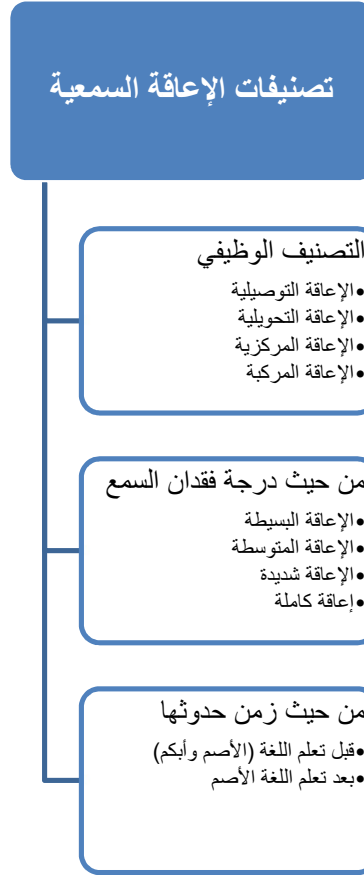 تصنيفات الإعاقة السمعية
التصنيف الوظيفي
•الإعاقة التوصيلية
•الإعاقة التحويلية
•الإعاقة المركزية
•الإعاقة المركبة
من حيث درجة فقدان السمع
•الإعاقة البسيطة
•الإعاقة المتوسطة
•الإعاقة شديدة
•إعاقة كاملة
من حيث زمن حدوثها
•قبل تعلم اللغة (الأصم وأبكم)
•بعد تعلم اللغة الأصم